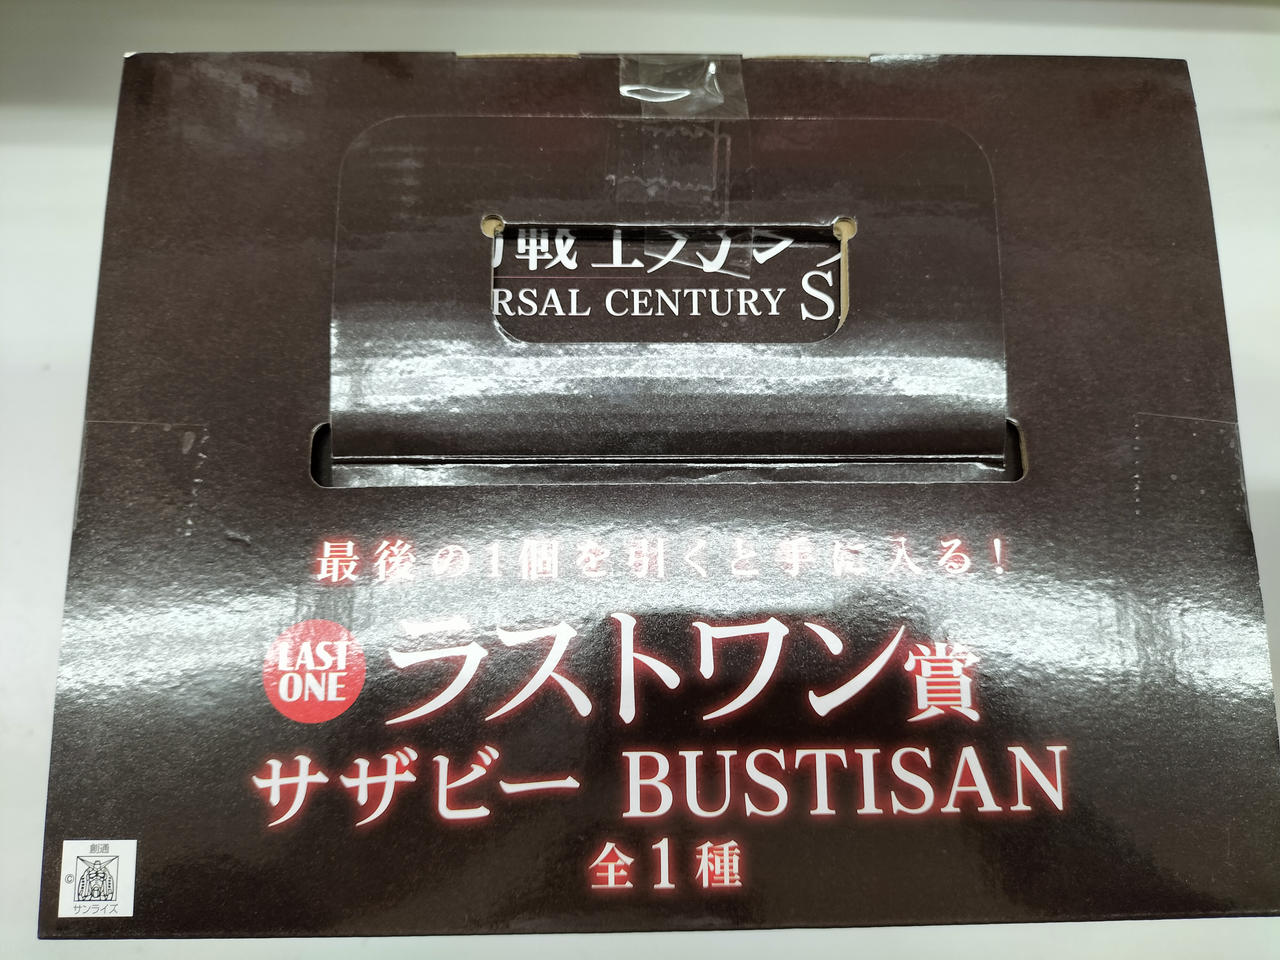 戦士ガン
RSAL CENTURY S
最後の1個を引くと手に入る!
LAST
ONE
ラストワン賞
サザビー BUSTISAN
全1種
創通
©
サンライズ